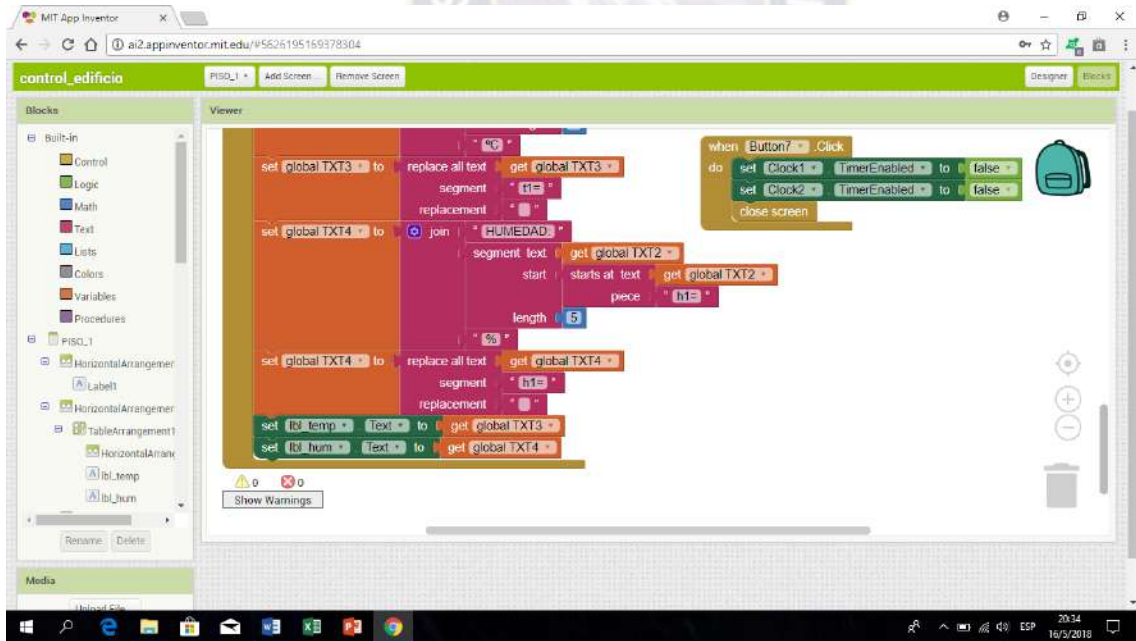 MIT App Inventor
ai2.appinventor.mit.edu/#5626195169378304
control_edificio
PISO_1
Add Screen ...
Remove Screen
Designer
Blocks
Blocks
Viewer
Built-in
Control
Logic
Math
Text
Lists
Colors
Variables
Procedures
PISO_1
HorizontalArrangemer
Label1
HorizontalArrangemer
TableArrangement1
HorizontalArrang
lbl_temp
lbl_hum
Rename Delete
Media
Upload File
" ºC "
set global TXT3 to replace all text get global TXT3
segment " t1= "
replacement " "
set global TXT4 to join " HUMEDAD: "
segment text get global TXT2
start starts at text get global TXT2
piece " h1= "
length 5
" % "
set global TXT4 to replace all text get global TXT4
segment " h1= "
replacement " "
set lbl_temp . Text to get global TXT3
set lbl_hum . Text to get global TXT4
when Button7 .Click
do set Clock1 . TimerEnabled to false
set Clock2 . TimerEnabled to false
close screen
0 0
Show Warnings
ESP
20:34
16/5/2018